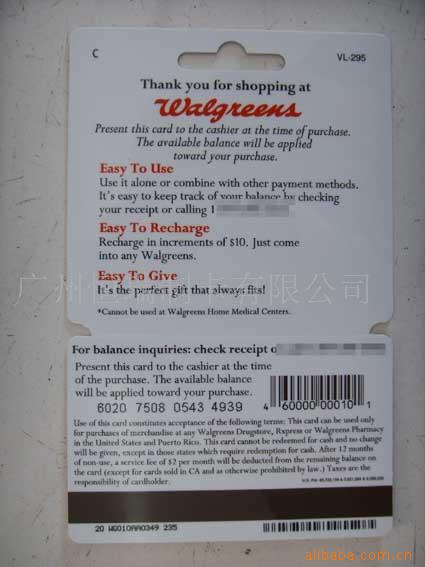 C
VL-295
Thank you for shopping at
Walgreens
Present this card to the cashier at the time of purchase.
The available balance will be applied
toward your purchase.
Easy To Use
Use it alone or combine with other payment methods.
It's easy to keep track of your balance by checking
your receipt or calling 1
Easy To Recharge
Recharge in increments of $10. Just come
into any Walgreens.
Easy To Give
It's the perfect gift that always fits!
*Cannot be used at Walgreens Home Medical Centers.
For balance inquiries: check receipt o
Present this card to the cashier at the time
of the purchase. The available balance
will be applied toward your purchase.
6020 7508 0543 4939
4 60000 00010 1
Use of this card constitutes acceptance of the following terms: This card can be used only
for purchases of merchandise at any Walgreens Drugstore, Rxpress or Walgreens Pharmacy
in the United States and Puerto Rico. This card cannot be redeemed for cash and no change
will be given, except in those states which require redemption for cash. After 12 months
of non-use, a service fee of $2 per month will be deducted from the remaining balance on
the card (except for cards sold in CA and as otherwise prohibited by law.) Taxes are the
responsibility of cardholder.
20 WG010AA0349 235
alibaba.com.cn